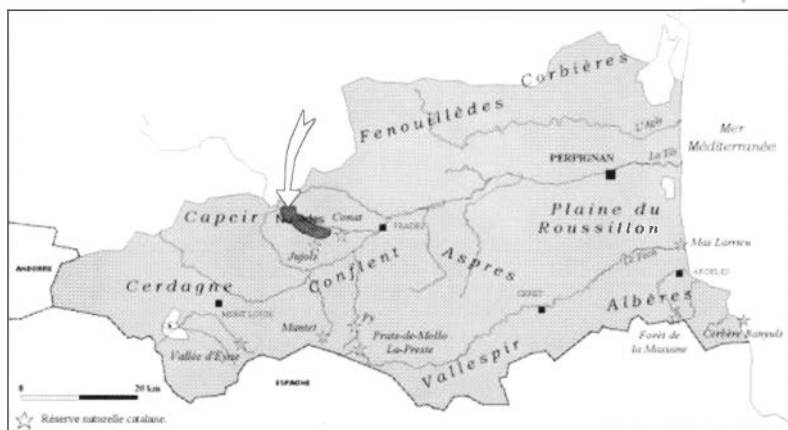 Corbières
Fenouillèdes
L'Agly
Mer
Méditerranée
PERPIGNAN
La Têt
Capcir
Conat
PRADES
Plaine du
Roussillon
Jujols
Mas Larrieu
ANDORRE
Conflent
Aspres
Le Tech
ARGELES
Cerdagne
MONT LOUIS
CERET
Albères
Py
Mantet
Prats-de-Mollo
La-Preste
Forêt de
la Massane
Cerbère Banyuls
Vallée d'Eyne
Vallespir
ESPAGNE
0 20 km
Réserve naturelle catalane.